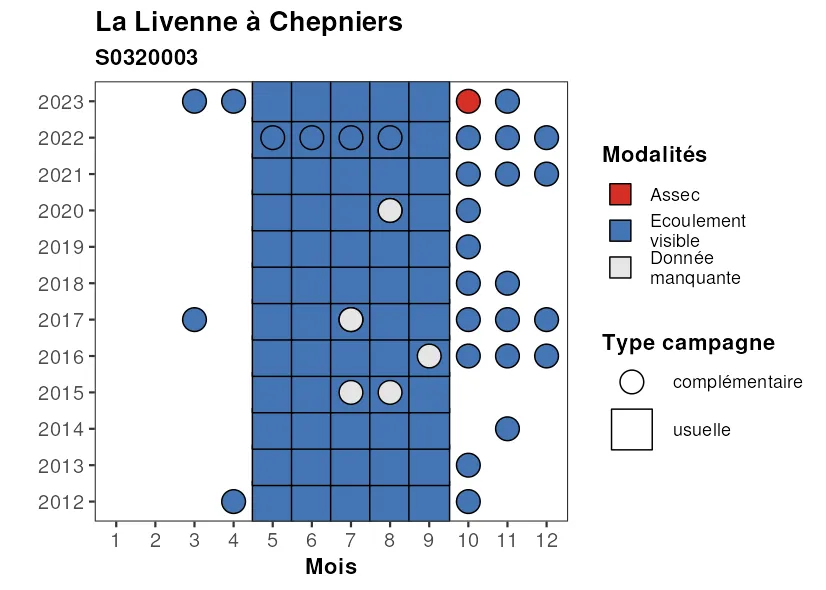 La Livenne à Chepniers
S0320003
2023
2022
2021
2020
2019
2018
2017
2016
2015
2014
2013
2012
1 2 3 4 5 6 7 8 9 10 11 12
Mois
Modalités
Assec
Ecoulement
visible
Donnée
manquante
Type campagne
complémentaire
usuelle